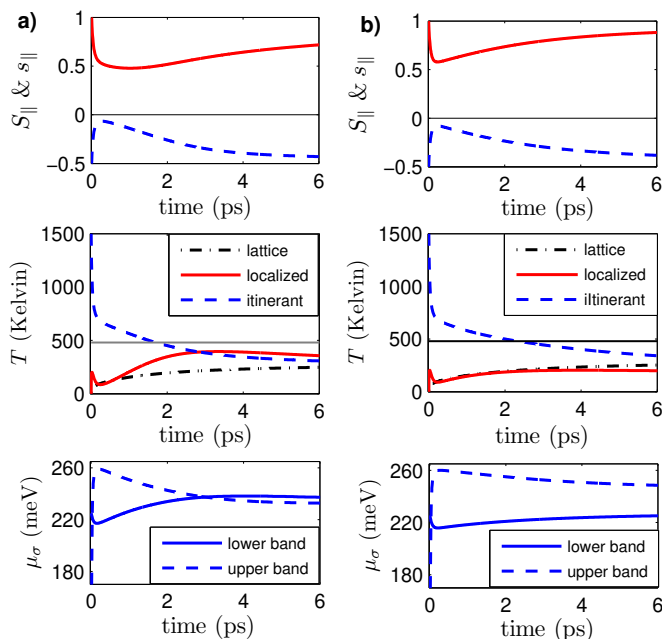 a)
S∥ & s∥
1
0.5
0
−0.5
0 2 4 6
time (ps)
b)
S∥ & s∥
1
0.5
0
−0.5
0 2 4 6
time (ps)
T (Kelvin)
1500
1000
500
0
lattice
localized
itinerant
0 2 4 6
time (ps)
T (Kelvin)
1500
1000
500
0
lattice
localized
iltinerant
0 2 4 6
time (ps)
μσ (meV)
260
220
180
lower band
upper band
0 2 4 6
time (ps)
μσ (meV)
260
220
180
lower band
upper band
0 2 4 6
time (ps)